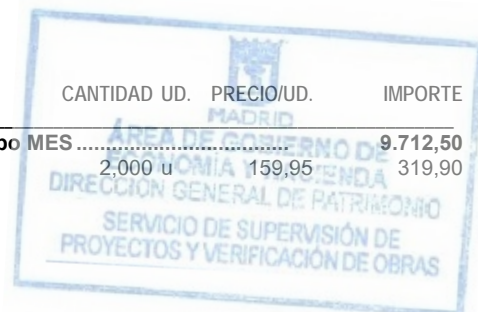 CANTIDAD UD. PRECIO/UD. IMPORTE
MADRID
po MES.................................. 9.712,50
ÁREA DE GOBIERNO DE
2,000 u 159,95 319,90
ECONOMÍA Y HACIENDA
DIRECCIÓN GENERAL DE PATRIMONIO
SERVICIO DE SUPERVISIÓN DE
PROYECTOS Y VERIFICACIÓN DE OBRAS